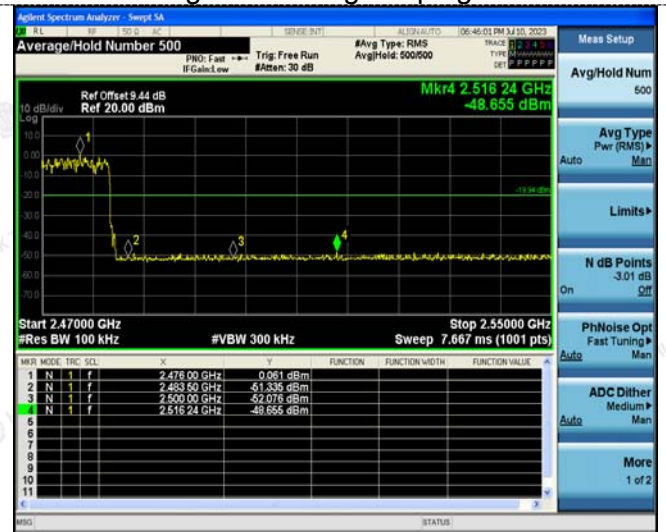 Agilent Spectrum Analyzer - Swept SA
RL RF 50 Ω AC SENSE:INT ALIGN AUTO 06:46:01 PM Jul 10, 2023
Average/Hold Number 500
PNO: Fast Trig: Free Run
IFGain:Low #Atten: 30 dB
#Avg Type: RMS
Avg|Hold: 500/500
TRACE 1 2 3 4 5 6
TYPE M
DET P P P P P P
Mkr4 2.516 24 GHz
-48.655 dBm
Ref Offset 9.44 dB
10 dB/div Ref 20.00 dBm
Log
10.0
0.00
-10.0
-20.0
-30.0
-40.0
-50.0
-60.0
-70.0
1
2
3
4
-19.94 dBm
Start 2.47000 GHz Stop 2.55000 GHz
#Res BW 100 kHz #VBW 300 kHz Sweep 7.667 ms (1001 pts)
MKR MODE TRC SCL X Y FUNCTION FUNCTION WIDTH FUNCTION VALUE
1 N 1 f 2.476 00 GHz 0.061 dBm
2 N 1 f 2.483 50 GHz -51.335 dBm
3 N 1 f 2.500 00 GHz -52.076 dBm
4 N 1 f 2.516 24 GHz -48.655 dBm
5
6
7
8
9
10
11
MSG STATUS
Meas Setup
Avg/Hold Num
500
Avg Type
Pwr (RMS)
Auto Man
Limits
N dB Points
-3.01 dB
On Off
PhNoise Opt
Fast Tuning
Auto Man
ADC Dither
Medium
Auto Man
More
1 of 2